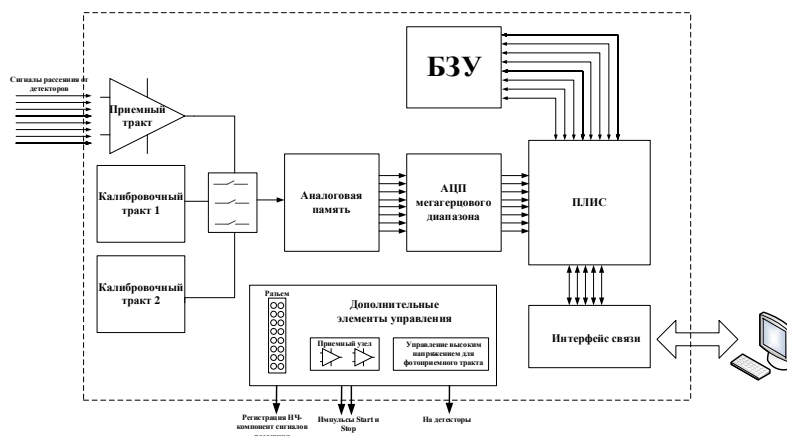 Сигналы рассеяния от
детекторов
Приемный
тракт
БЗУ
Калибровочный
тракт 1
Аналоговая
память
АЦП
мегагерцового
диапазона
ПЛИС
Калибровочный
тракт 2
Разъем
Дополнительные
элементы управления
Приемный узел
Управление высоким
напряжением для
фотоприемного тракта
Интерфейс связи
Регистрация НЧ-
компонент сигналов
Импульсы Start и
Stop
На детекторы